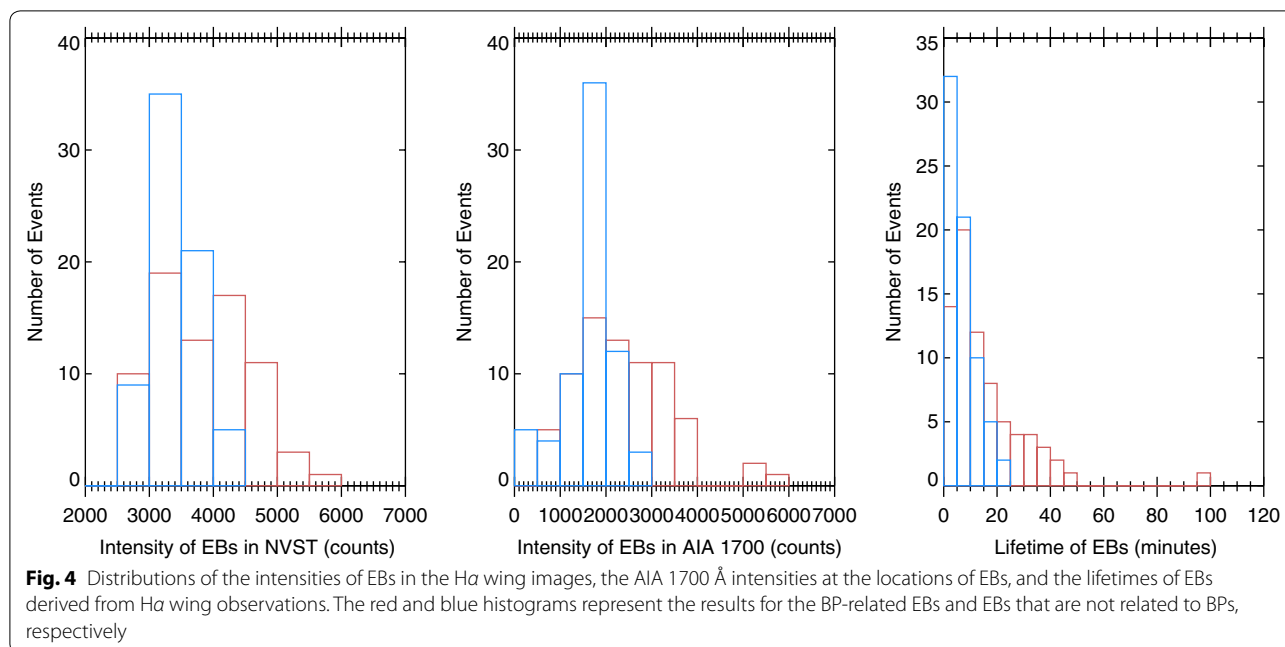 40
30
20
10
0
Number of Events
2000 3000 4000 5000 6000 7000
Intensity of EBs in NVST (counts)
40
30
20
10
0
Number of Events
0 1000 2000 3000 4000 5000 6000 7000
Intensity of EBs in AIA 1700 (counts)
35
30
25
20
15
10
5
0
Number of Events
0 20 40 60 80 100 120
Lifetime of EBs (minutes)
Fig. 4 Distributions of the intensities of EBs in the Hα wing images, the AIA 1700 Å intensities at the locations of EBs, and the lifetimes of EBs
derived from Hα wing observations. The red and blue histograms represent the results for the BP-related EBs and EBs that are not related to BPs,
respectively